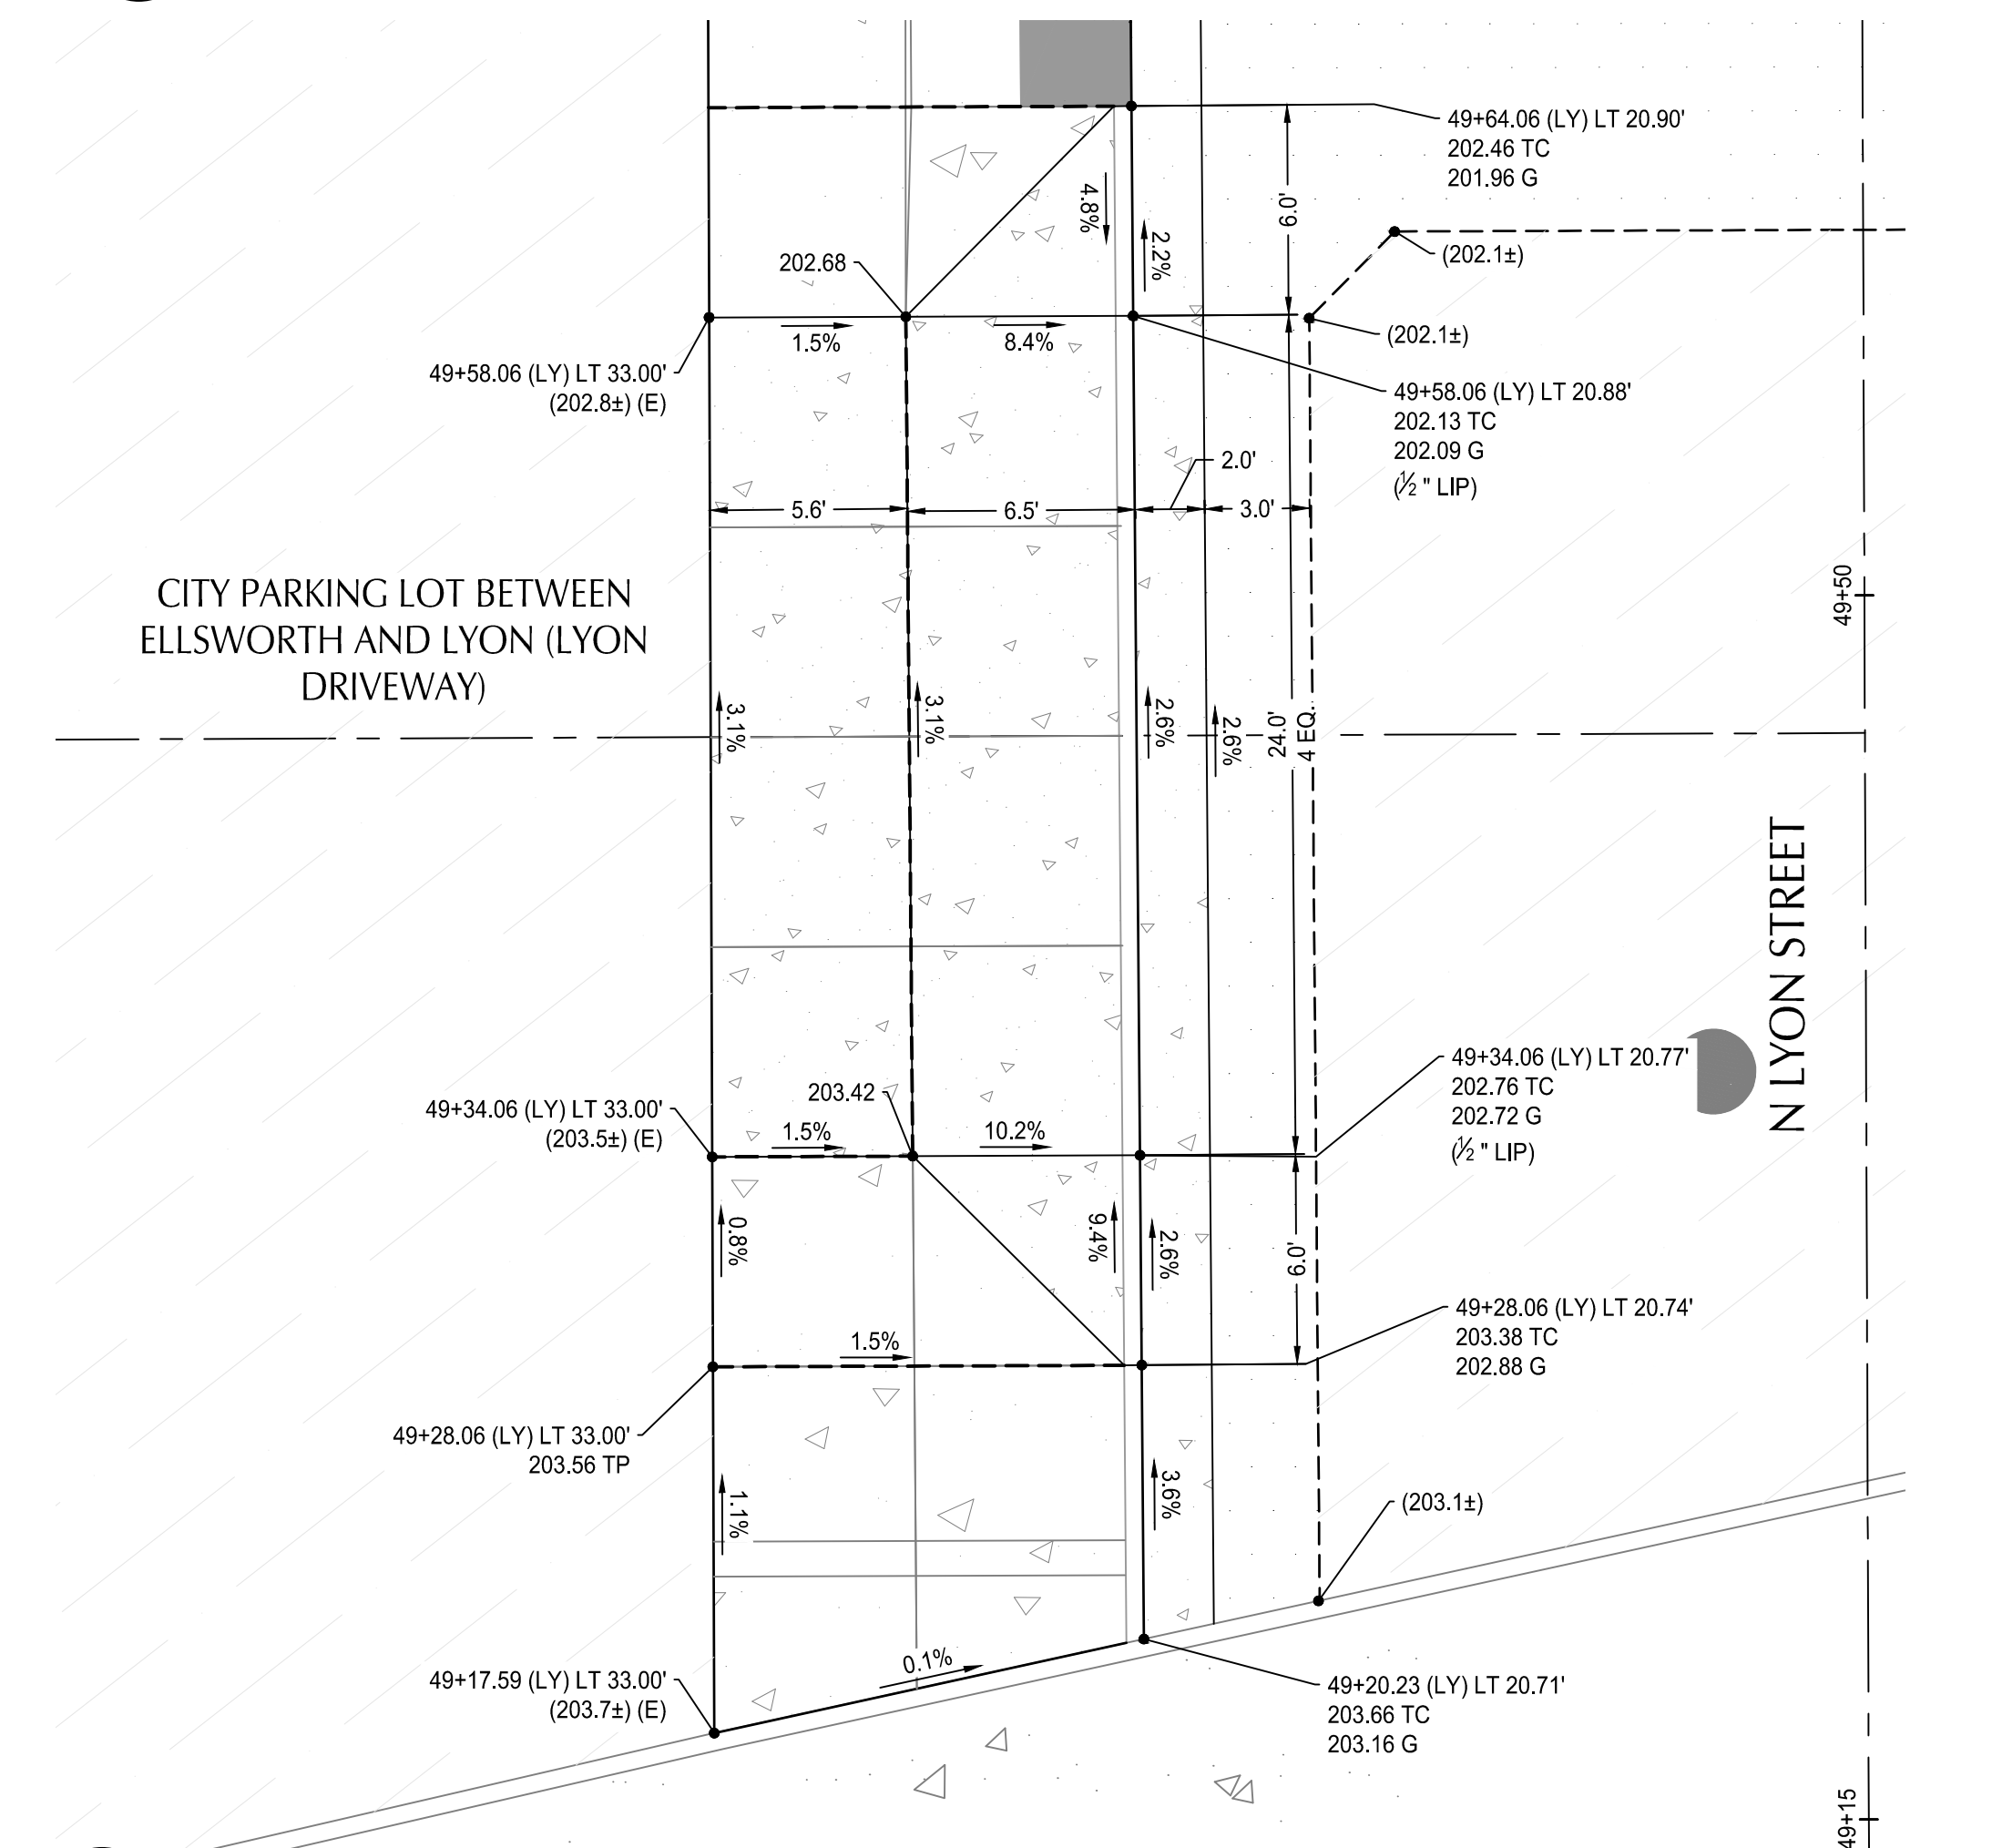 49+64.06 (LY) LT 20.90'
202.46 TC
201.96 G
6.0'
4.8%
2.2%
(202.1±)
202.68
(202.1±)
1.5%
8.4%
49+58.06 (LY) LT 33.00'
(202.8±) (E)
49+58.06 (LY) LT 20.88'
202.13 TC
202.09 G
(½ " LIP)
2.0'
5.6'
6.5'
3.0'
CITY PARKING LOT BETWEEN
ELLSWORTH AND LYON (LYON
DRIVEWAY)
49+50
3.1%
3.1%
2.6%
2.6%
24.0'
4 EQ.
N LYON STREET
49+34.06 (LY) LT 20.77'
202.76 TC
202.72 G
(½ " LIP)
203.42
49+34.06 (LY) LT 33.00'
(203.5±) (E)
1.5%
10.2%
0.8%
9.4%
2.6%
6.0'
49+28.06 (LY) LT 20.74'
203.38 TC
202.88 G
1.5%
49+28.06 (LY) LT 33.00'
203.56 TP
1.1%
3.6%
(203.1±)
0.1%
49+17.59 (LY) LT 33.00'
(203.7±) (E)
49+20.23 (LY) LT 20.71'
203.66 TC
203.16 G
49+15